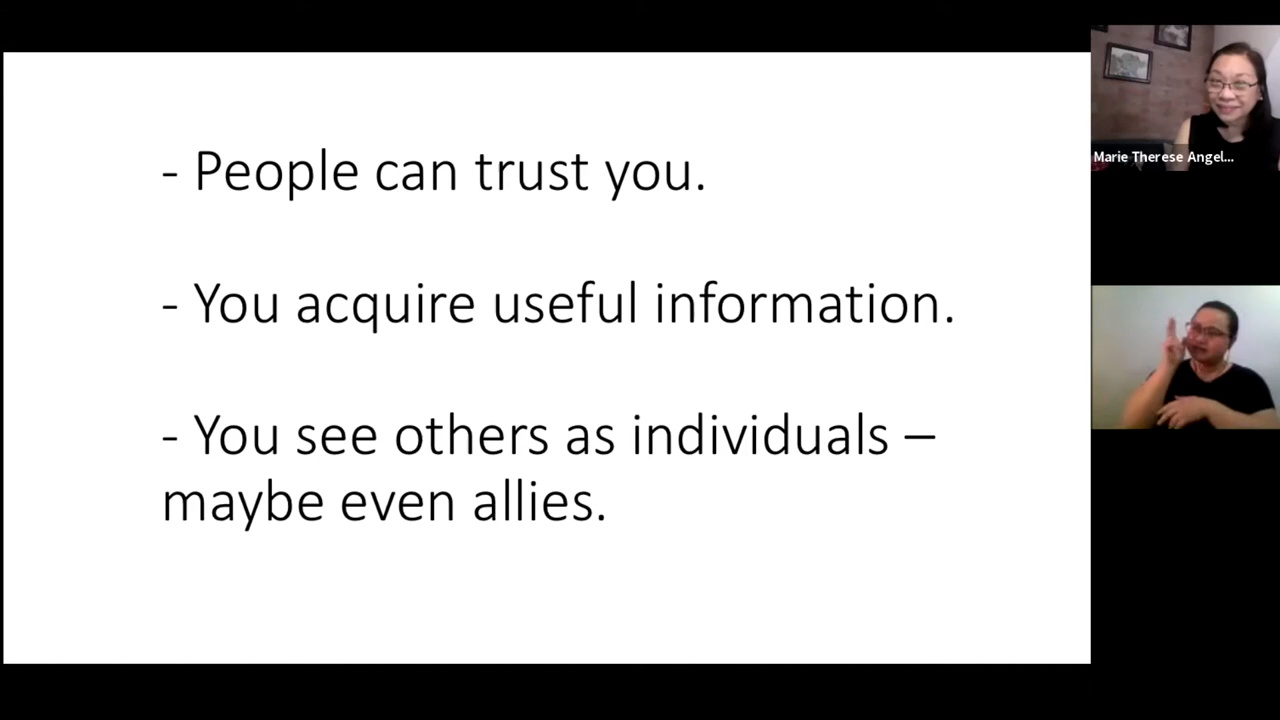 - People can trust you.
- You acquire useful information.
- You see others as individuals –
maybe even allies.
Marie Therese Angel...